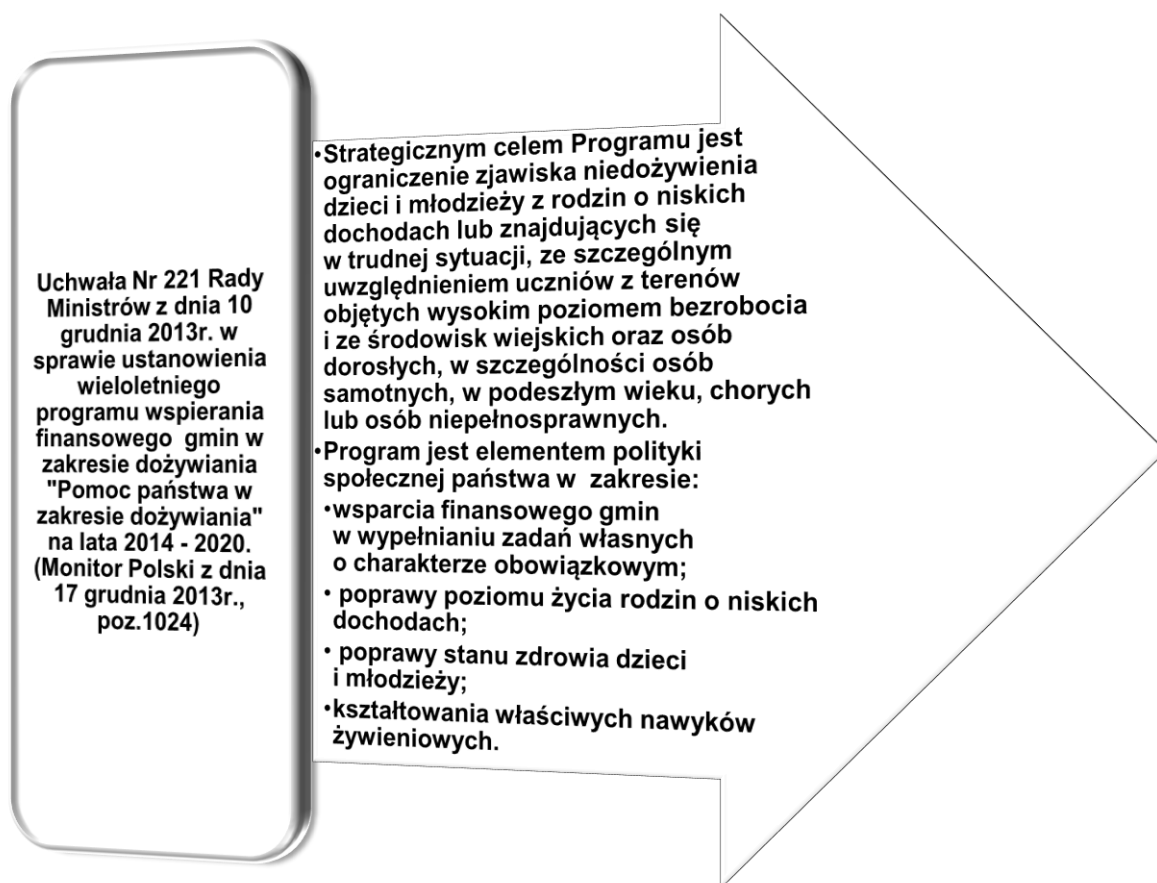 Uchwała Nr 221 Rady
Ministrów z dnia 10
grudnia 2013r. w
sprawie ustanowienia
wieloletniego
programu wspierania
finansowego gmin w
zakresie dożywiania
"Pomoc państwa w
zakresie dożywiania"
na lata 2014 - 2020.
(Monitor Polski z dnia
17 grudnia 2013r.,
poz.1024)
•Strategicznym celem Programu jest
ograniczenie zjawiska niedożywienia
dzieci i młodzieży z rodzin o niskich
dochodach lub znajdujących się
w trudnej sytuacji, ze szczególnym
uwzględnieniem uczniów z terenów
objętych wysokim poziomem bezrobocia
i ze środowisk wiejskich oraz osób
dorosłych, w szczególności osób
samotnych, w podeszłym wieku, chorych
lub osób niepełnosprawnych.
•Program jest elementem polityki
społecznej państwa w zakresie:
•wsparcia finansowego gmin
w wypełnianiu zadań własnych
o charakterze obowiązkowym;
• poprawy poziomu życia rodzin o niskich
dochodach;
• poprawy stanu zdrowia dzieci
i młodzieży;
•kształtowania właściwych nawyków
żywieniowych.